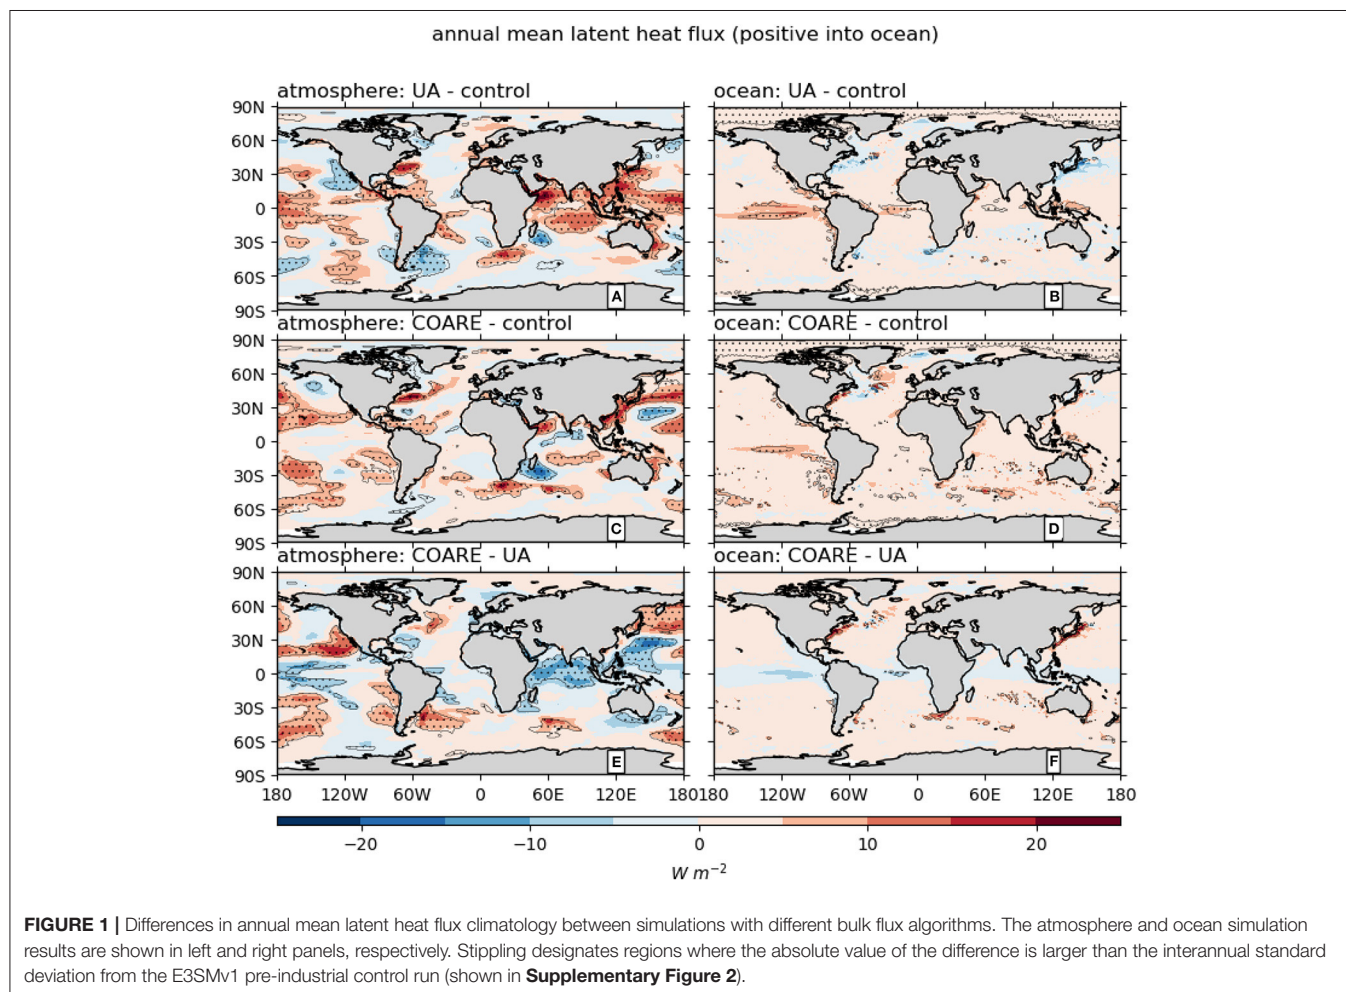 annual mean latent heat flux (positive into ocean)
atmosphere: UA - control
ocean: UA - control
90N
60N
30N
0
30S
60S
90S
A
B
atmosphere: COARE - control
ocean: COARE - control
90N
60N
30N
0
30S
60S
90S
C
D
atmosphere: COARE - UA
ocean: COARE - UA
90N
60N
30N
0
30S
60S
90S
E
F
180 120W 60W 0 60E 120E 180 180 120W 60W 0 60E 120E 180
−20 −10 0 10 20
W m⁻²
FIGURE 1 | Differences in annual mean latent heat flux climatology between simulations with different bulk flux algorithms. The atmosphere and ocean simulation
results are shown in left and right panels, respectively. Stippling designates regions where the absolute value of the difference is larger than the interannual standard
deviation from the E3SMv1 pre-industrial control run (shown in Supplementary Figure 2).